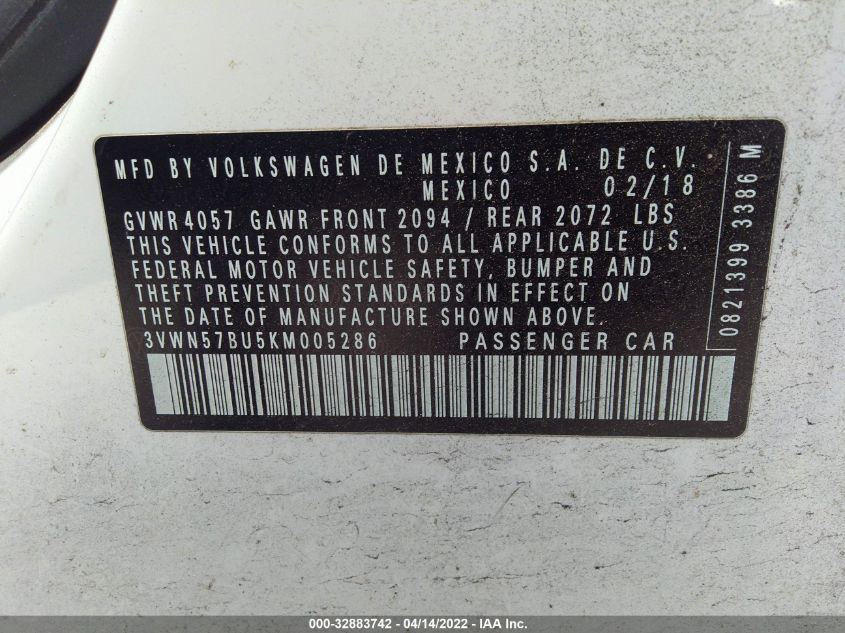 MFD BY VOLKSWAGEN DE MEXICO S.A. DE C.V.
MEXICO 02/18
GVWR 4057 GAWR FRONT 2094 / REAR 2072 LBS
THIS VEHICLE CONFORMS TO ALL APPLICABLE U.S.
FEDERAL MOTOR VEHICLE SAFETY, BUMPER AND
THEFT PREVENTION STANDARDS IN EFFECT ON
THE DATE OF MANUFACTURE SHOWN ABOVE.
3VWN57BU5KM005286 PASSENGER CAR
0821399 3386 M
000-32883742 - 04/14/2022 - IAA Inc.